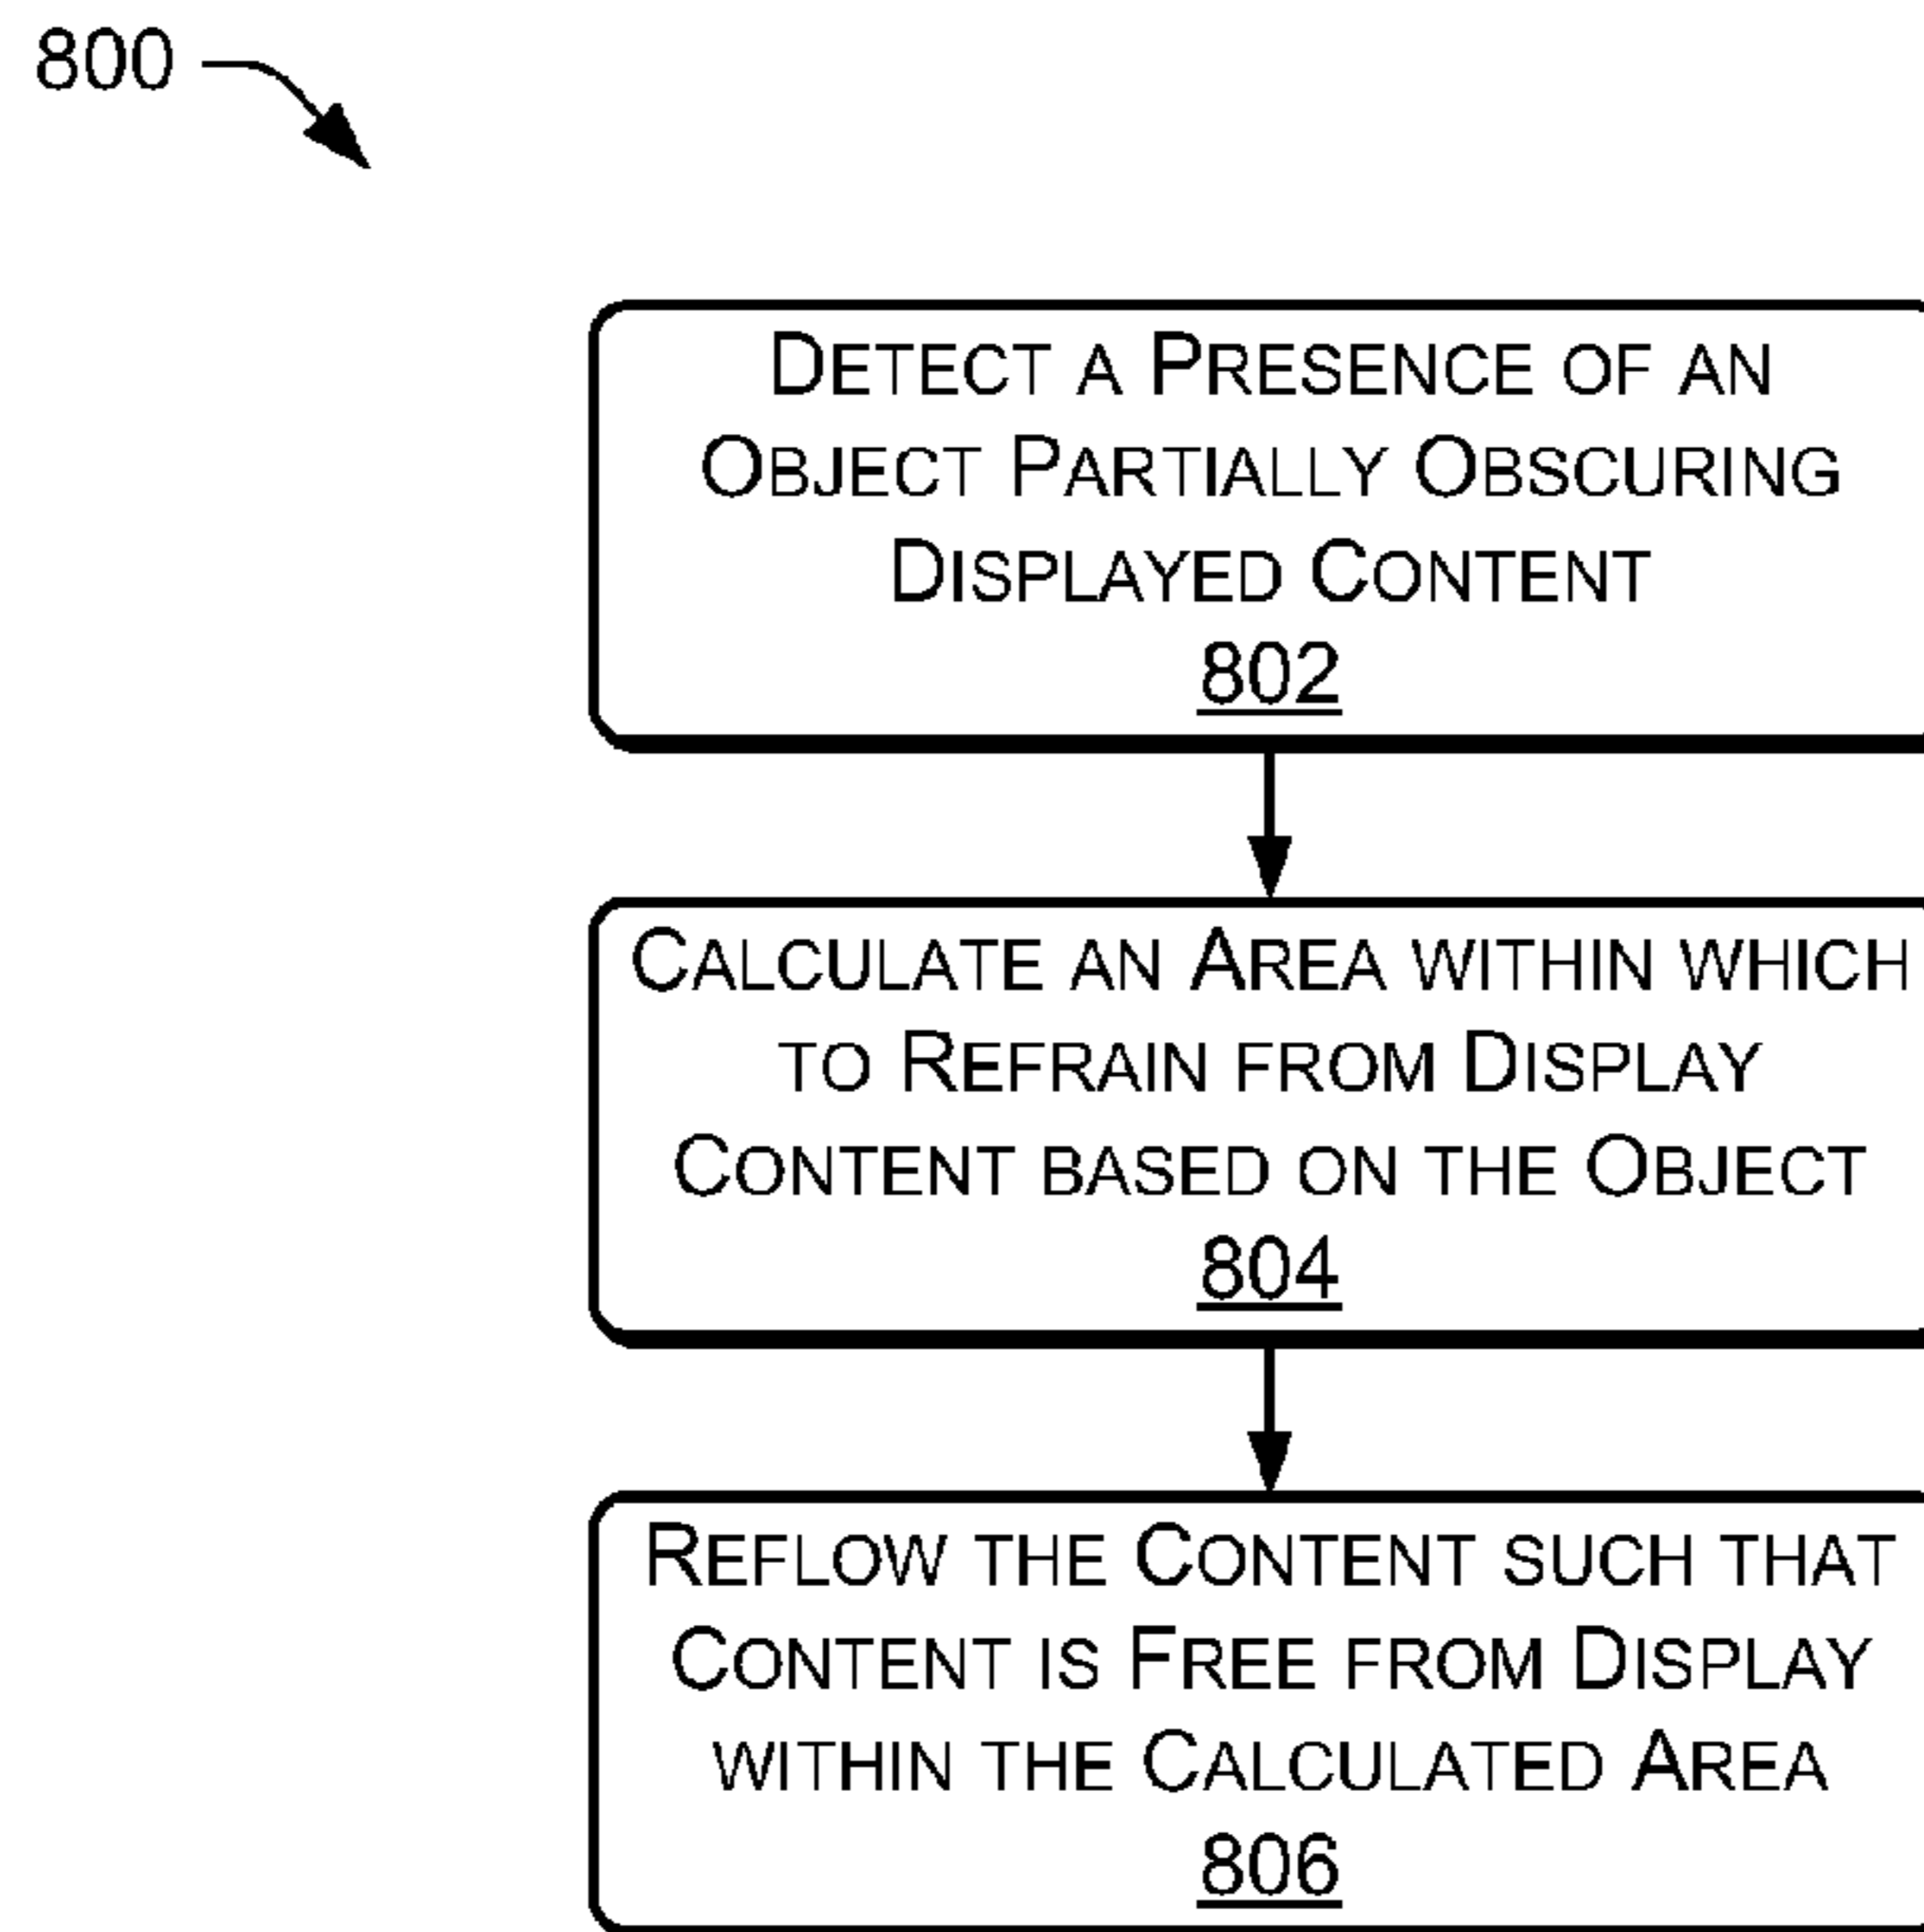 800
DETECT A PRESENCE OF AN
OBJECT PARTIALLY OBSCURING
DISPLAYED CONTENT
802
CALCULATE AN AREA WITHIN WHICH
TO REFRAIN FROM DISPLAY
CONTENT BASED ON THE OBJECT
804
REFLOW THE CONTENT SUCH THAT
CONTENT IS FREE FROM DISPLAY
WITHIN THE CALCULATED AREA
806